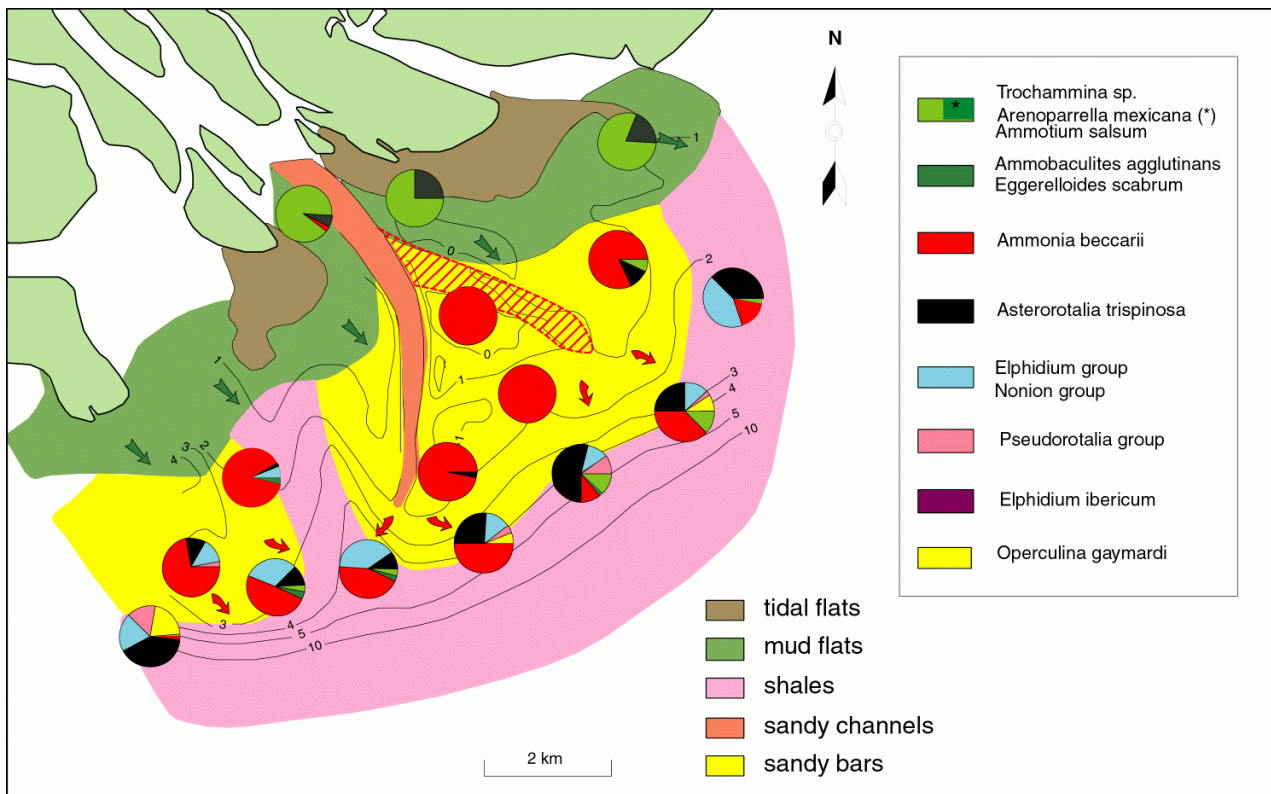 N
Trochammina sp.
*
Arenoparrella mexicana (*)
Ammotium salsum
Ammobaculites agglutinans
Eggerelloides scabrum
Ammonia beccarii
Asterorotalia trispinosa
Elphidium group
Nonion group
Pseudorotalia group
Elphidium ibericum
Operculina gaymardi
1
0
2
0
1
1
3
2
4
1
3
4
5
10
3
4
5
10
tidal flats
mud flats
shales
sandy channels
sandy bars
2 km